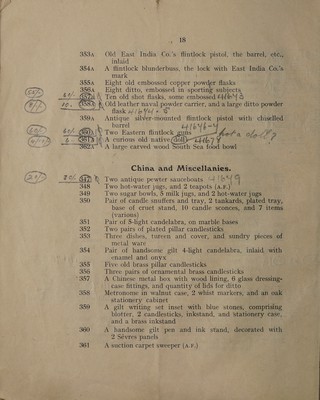 18
353A Old East India Co.'s flintlock pistol, the barrel, etc.,
inlaid
354A A flintlock blunderbuss, the lock with East India Co.'s
mark
355A Eight old embossed copper powder flasks
356A Eight ditto, embossed in sporting subjects
Ten old shot flasks, some embossed
Old leather naval powder carrier, and a large ditto powder
flask
359A Antique silver-mounted flintlock pistol with chiselled
barrel
Two Eastern flintlock guns
A curious old native
362A A large carved wood South Sea food bowl
China and Miscellanies.
347 Two antique pewter sauceboats 41649
348 Two hot-water jugs, and 2 teapots (A.F.)
349 Two sugar bowls, 5 milk jugs, and 2 hot-water jugs
350 Pair of candle snuffers and tray, 2 tankards, plated tray,
base of cruet stand, 10 candle sconces, and 7 items
(various)
351 Pair of 5-light candelabra, on marble bases
352 Two pairs of plated pillar candlesticks
353 Three dishes, tureen and cover, and sundry pieces of
metal ware
354 Pair of handsome gilt 4-light candelabra, inlaid with
enamel and onyx
355 Five old brass pillar candlesticks
356 Three pairs of ornamental brass candlesticks
357 A Chinese metal box with wood lining, 6 glass dressing-
case fittings, and quantity of lids for ditto
358 Metronome in walnut case, 2 whist markers, and an oak
stationery cabinet
359 A gilt writing set inset with blue stones, comprising
blotter, 2 candlesticks, inkstand, and stationery case,
and a brass inkstand
360 A handsome gilt pen and ink stand, decorated with
2 Sèvres panels
361 A suction carpet sweeper (A.F.)